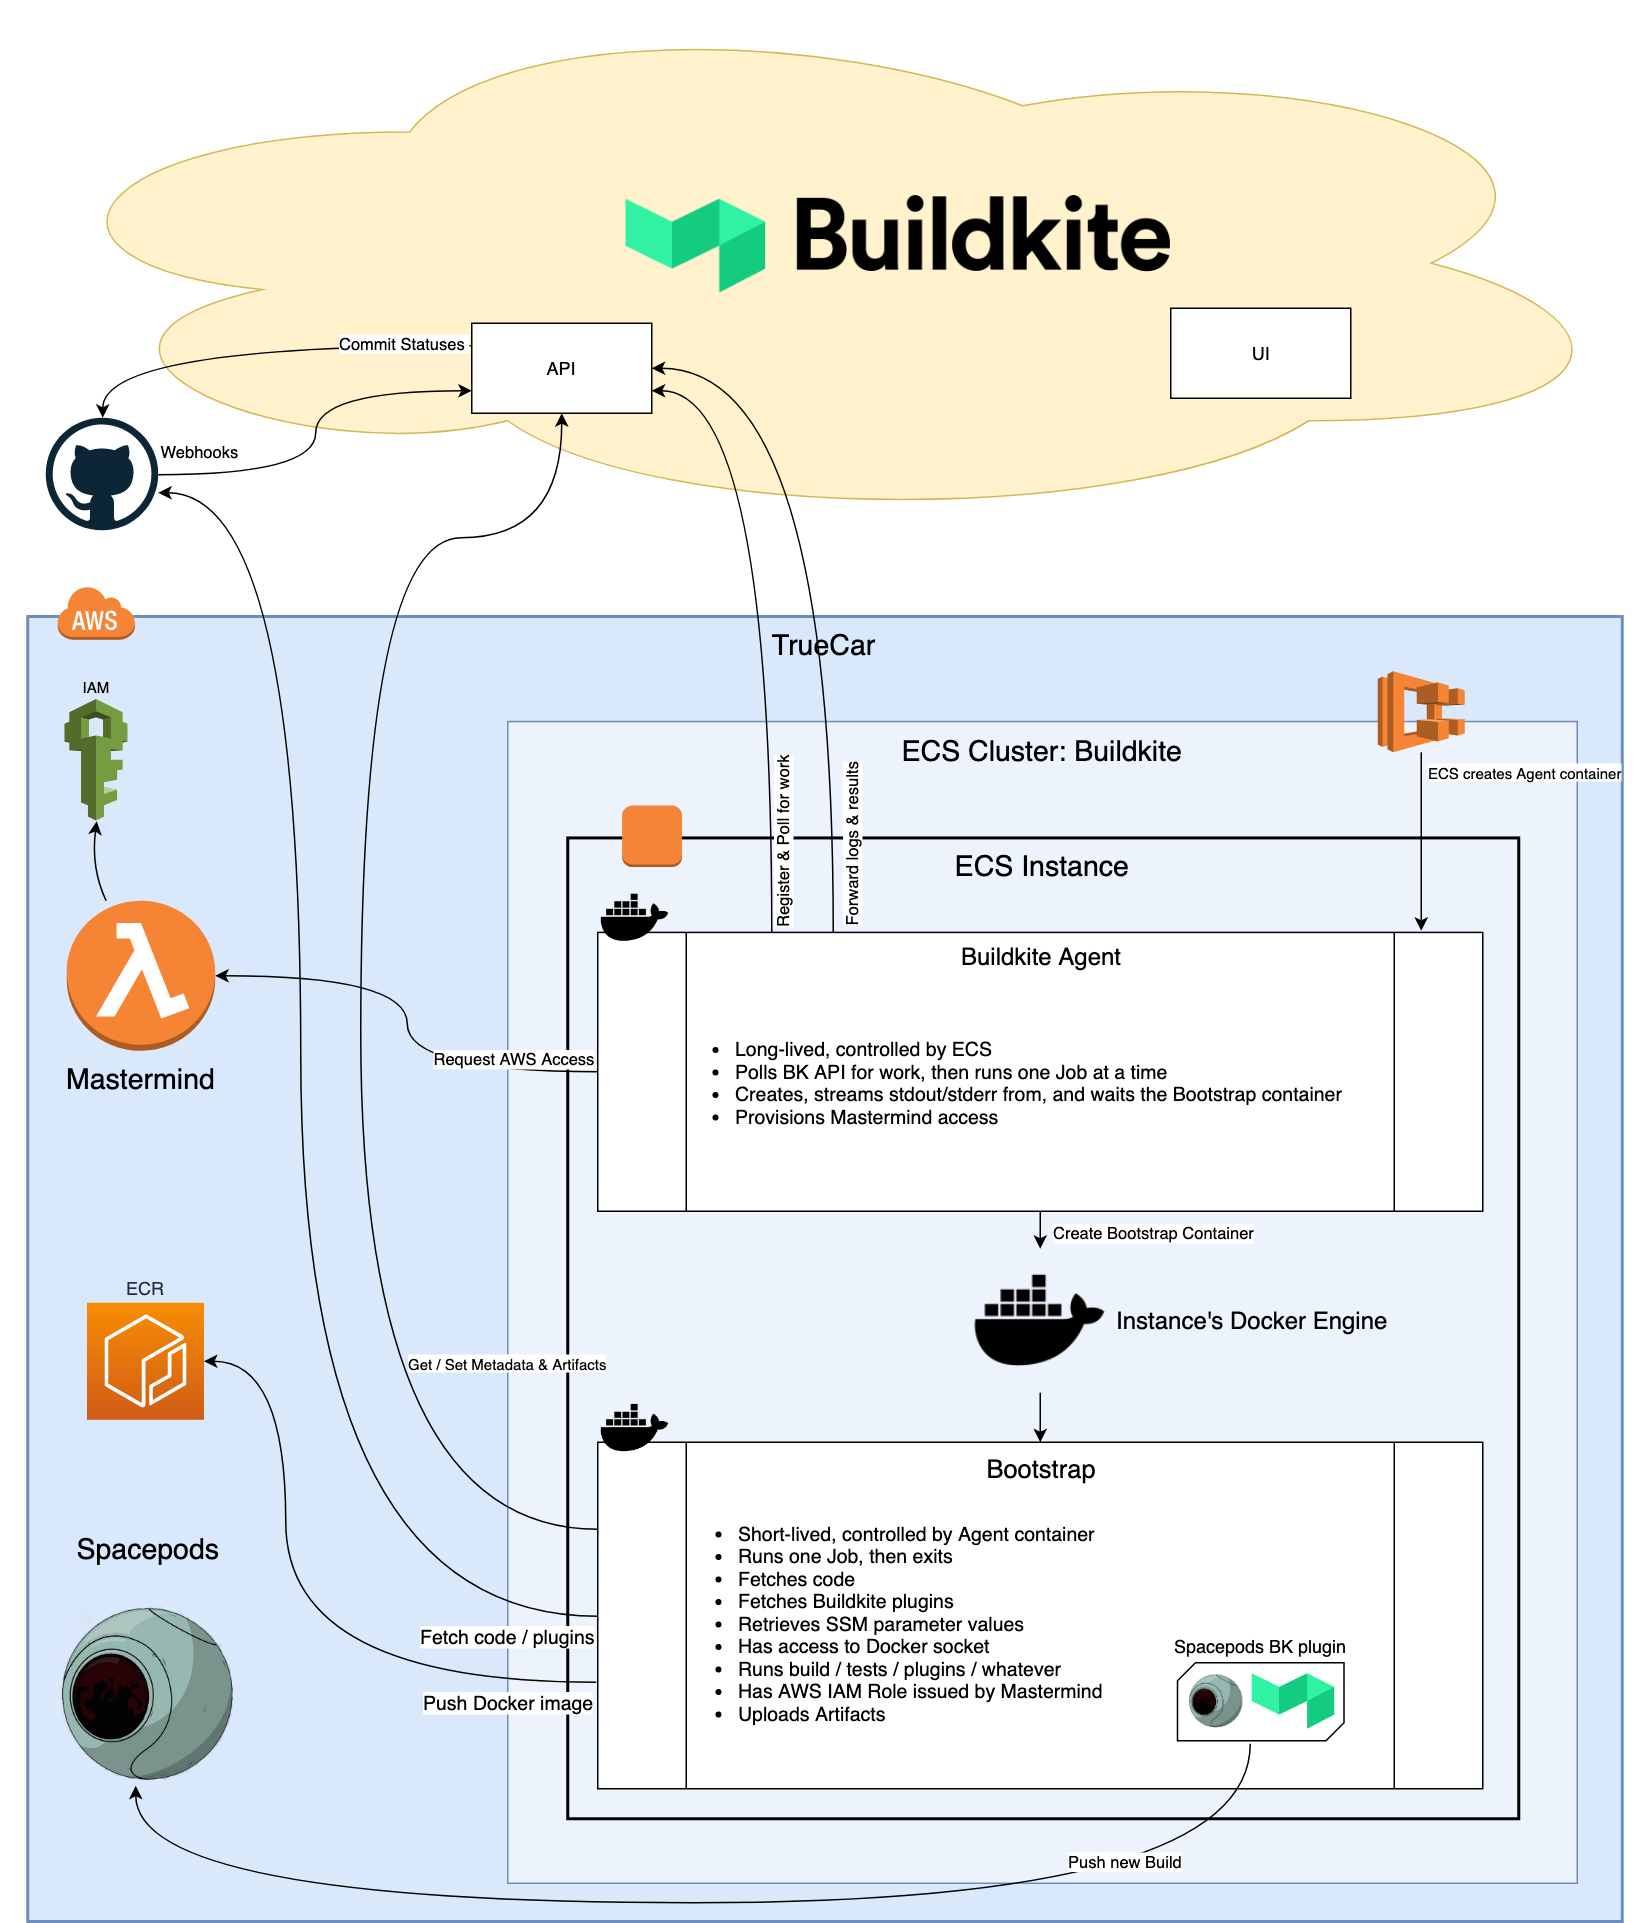 Buildkite
Commit Statuses
API
UI
Webhooks
AWS
TrueCar
IAM
ECS Cluster: Buildkite
ECS creates Agent container
Register & Poll for work
Forward logs & results
ECS Instance
Buildkite Agent
Request AWS Access
Mastermind
• Long-lived, controlled by ECS
• Polls BK API for work, then runs one Job at a time
• Creates, streams stdout/stderr from, and waits the Bootstrap container
• Provisions Mastermind access
Create Bootstrap Container
ECR
Instance's Docker Engine
Get / Set Metadata & Artifacts
Bootstrap
Spacepods
• Short-lived, controlled by Agent container
• Runs one Job, then exits
• Fetches code
• Fetches Buildkite plugins
• Retrieves SSM parameter values
• Has access to Docker socket
• Runs build / tests / plugins / whatever
• Has AWS IAM Role issued by Mastermind
• Uploads Artifacts
Fetch code / plugins
Push Docker image
Spacepods BK plugin
Push new Build